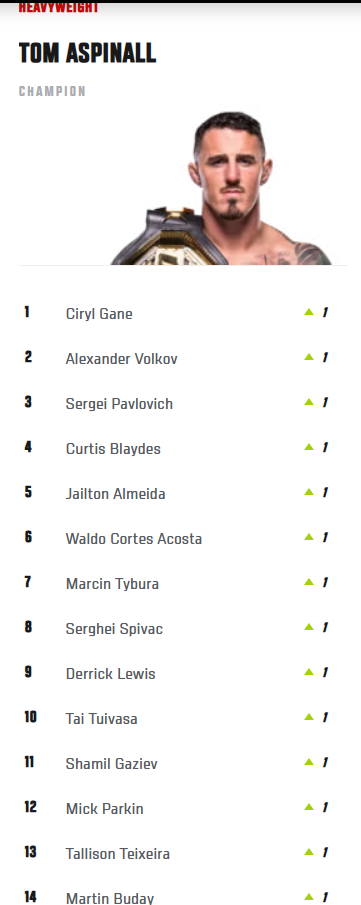 HEAVYWEIGHT
TOM ASPINALL
CHAMPION
1 Ciryl Gane 1
2 Alexander Volkov 1
3 Sergei Pavlovich 1
4 Curtis Blaydes 1
5 Jailton Almeida 1
6 Waldo Cortes Acosta 1
7 Marcin Tybura 1
8 Serghei Spivac 1
9 Derrick Lewis 1
10 Tai Tuivasa 1
11 Shamil Gaziev 1
12 Mick Parkin 1
13 Tallison Teixeira 1
14 Martin Buday 1